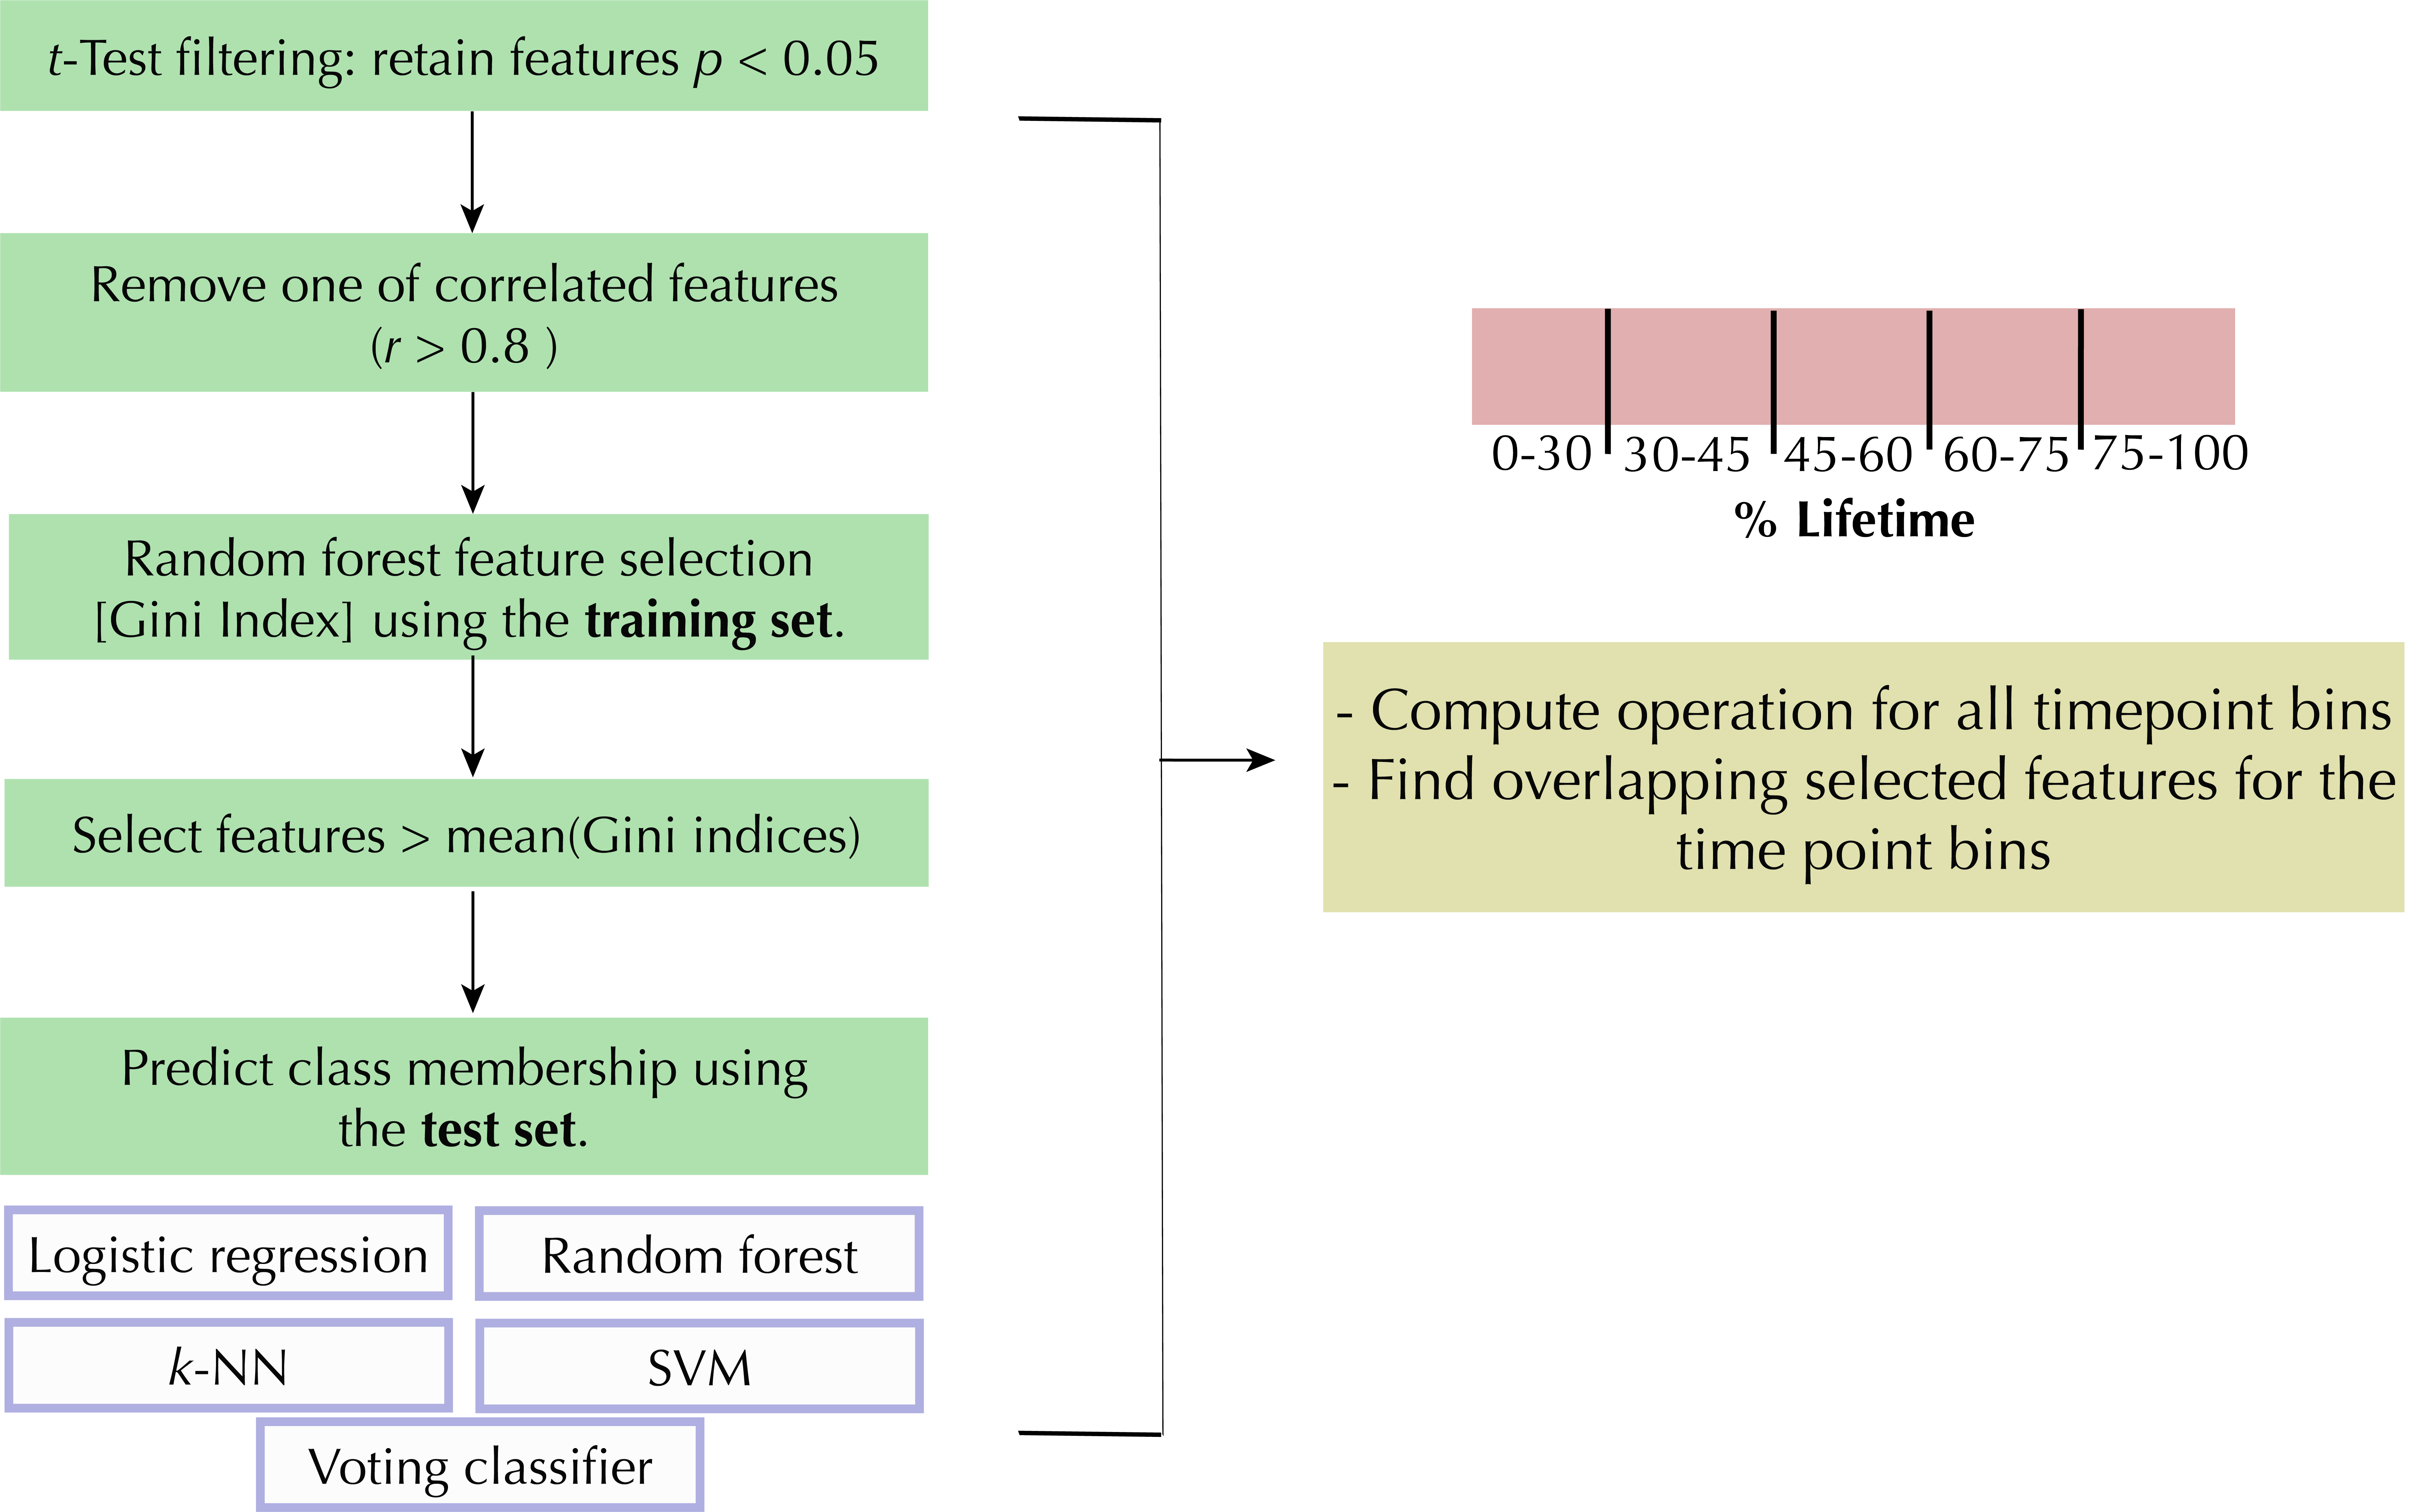 t-Test filtering: retain features p < 0.05
Remove one of correlated features
(r > 0.8 )
Random forest feature selection
[Gini Index] using the training set.
Select features > mean(Gini indices)
Predict class membership using
the test set.
Logistic regression
Random forest
k-NN
SVM
Voting classifier
0-30
30-45
45-60
60-75
75-100
% Lifetime
- Compute operation for all timepoint bins
- Find overlapping selected features for the
time point bins